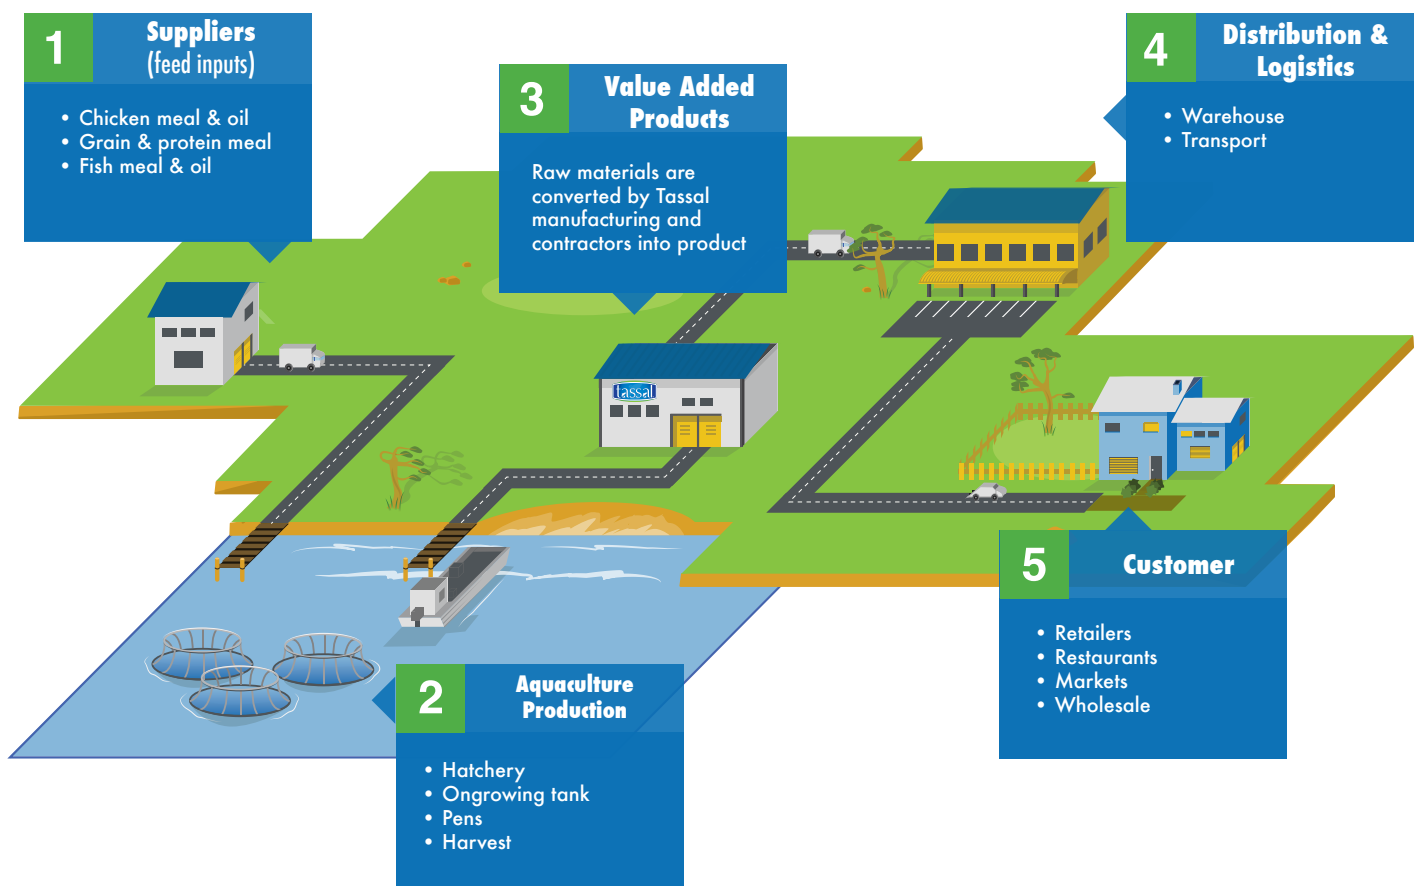 1
Suppliers
(feed inputs)
• Chicken meal & oil
• Grain & protein meal
• Fish meal & oil
2
Aquaculture
Production
• Hatchery
• Ongrowing tank
• Pens
• Harvest
3
Value Added
Products
Raw materials are
converted by Tassal
manufacturing and
contractors into product
tassal
4
Distribution &
Logistics
• Warehouse
• Transport
5
Customer
• Retailers
• Restaurants
• Markets
• Wholesale